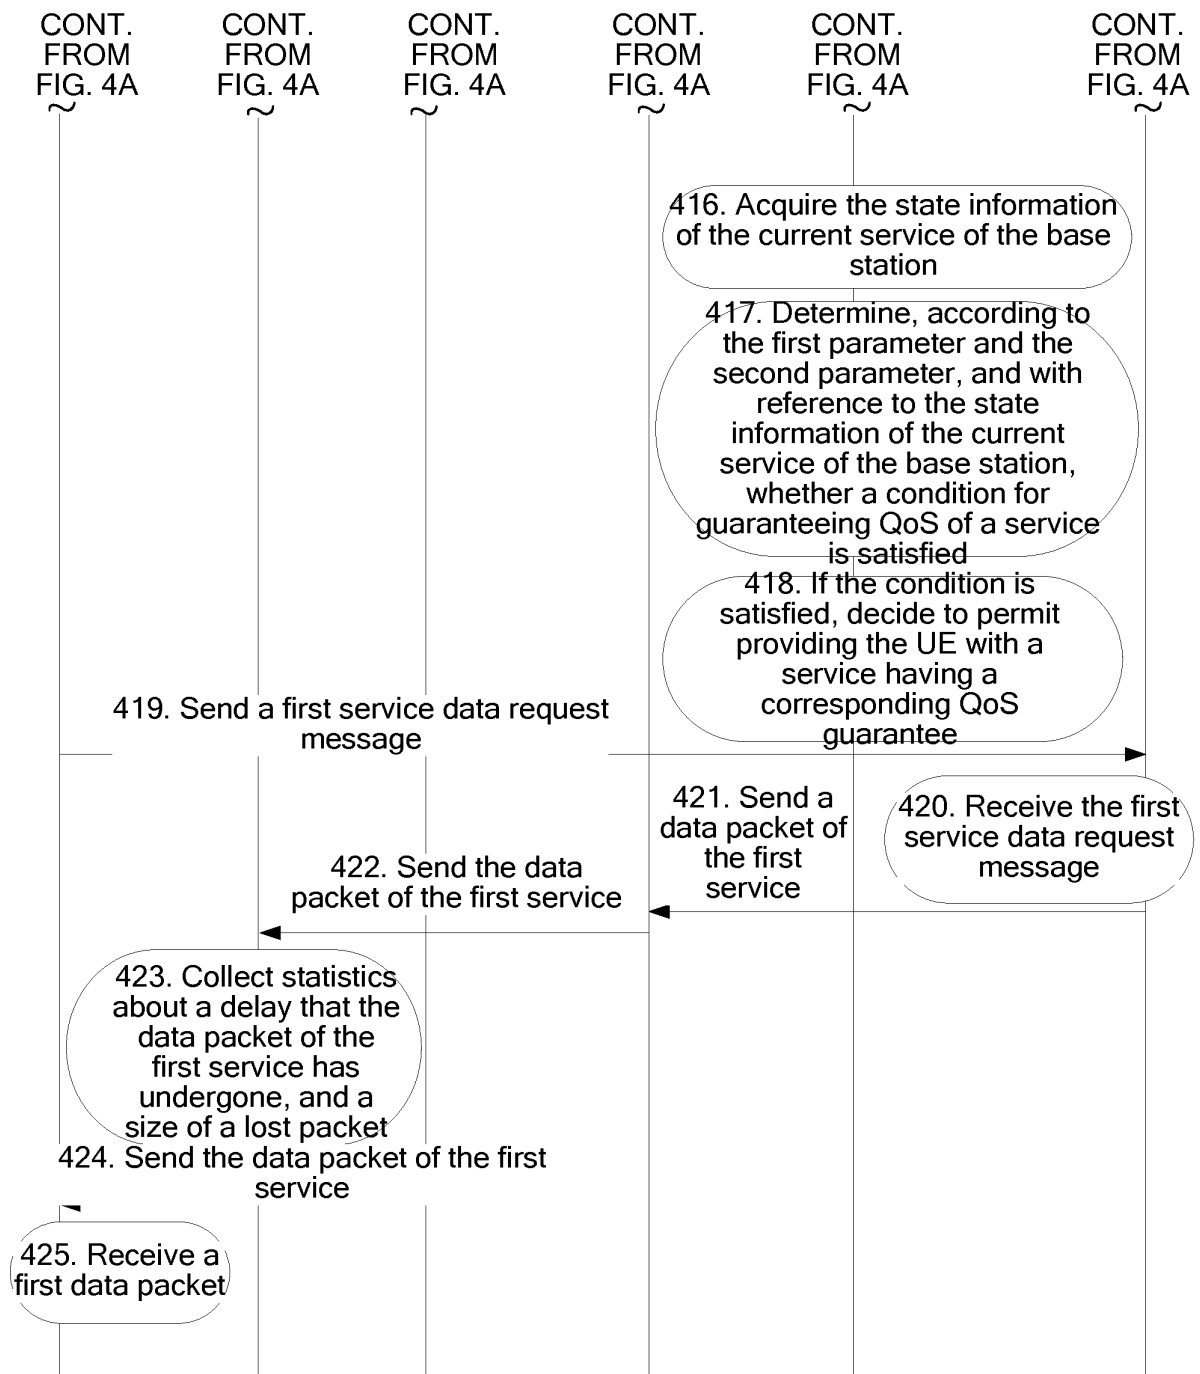 CONT.
FROM
FIG. 4A
CONT.
FROM
FIG. 4A
CONT.
FROM
FIG. 4A
CONT.
FROM
FIG. 4A
CONT.
FROM
FIG. 4A
CONT.
FROM
FIG. 4A
416. Acquire the state information
of the current service of the base
station
417. Determine, according to
the first parameter and the
second parameter, and with
reference to the state
information of the current
service of the base station,
whether a condition for
guaranteeing QoS of a service
is satisfied
418. If the condition is
satisfied, decide to permit
providing the UE with a
service having a
corresponding QoS
guarantee
419. Send a first service data request
message
420. Receive the first
service data request
message
421. Send a
data packet of
the first
service
422. Send the data
packet of the first service
423. Collect statistics
about a delay that the
data packet of the
first service has
undergone, and a
size of a lost packet
424. Send the data packet of the first
service
425. Receive a
first data packet